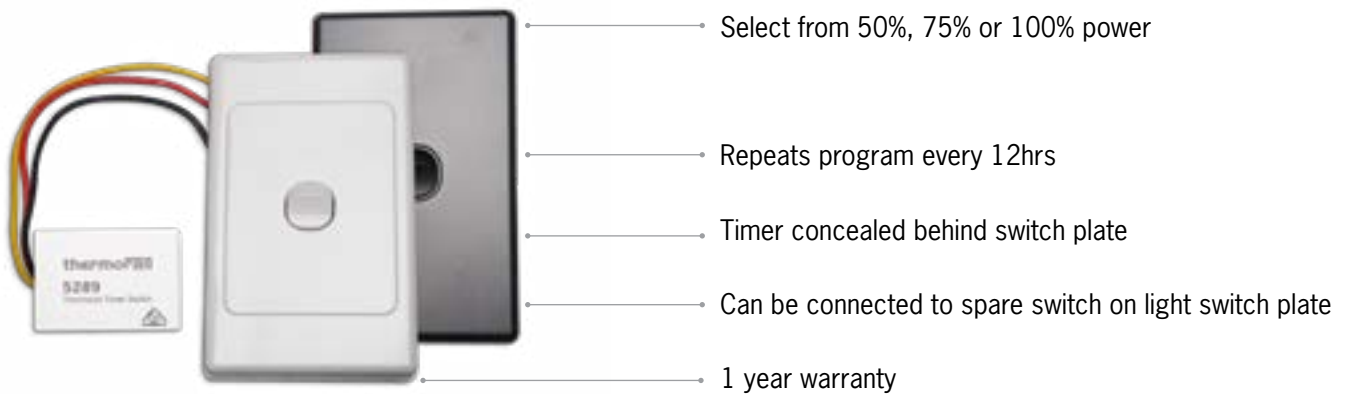 Select from 50%, 75% or 100% power
Repeats program every 12hrs
Timer concealed behind switch plate
Can be connected to spare switch on light switch plate
1 year warranty
5289